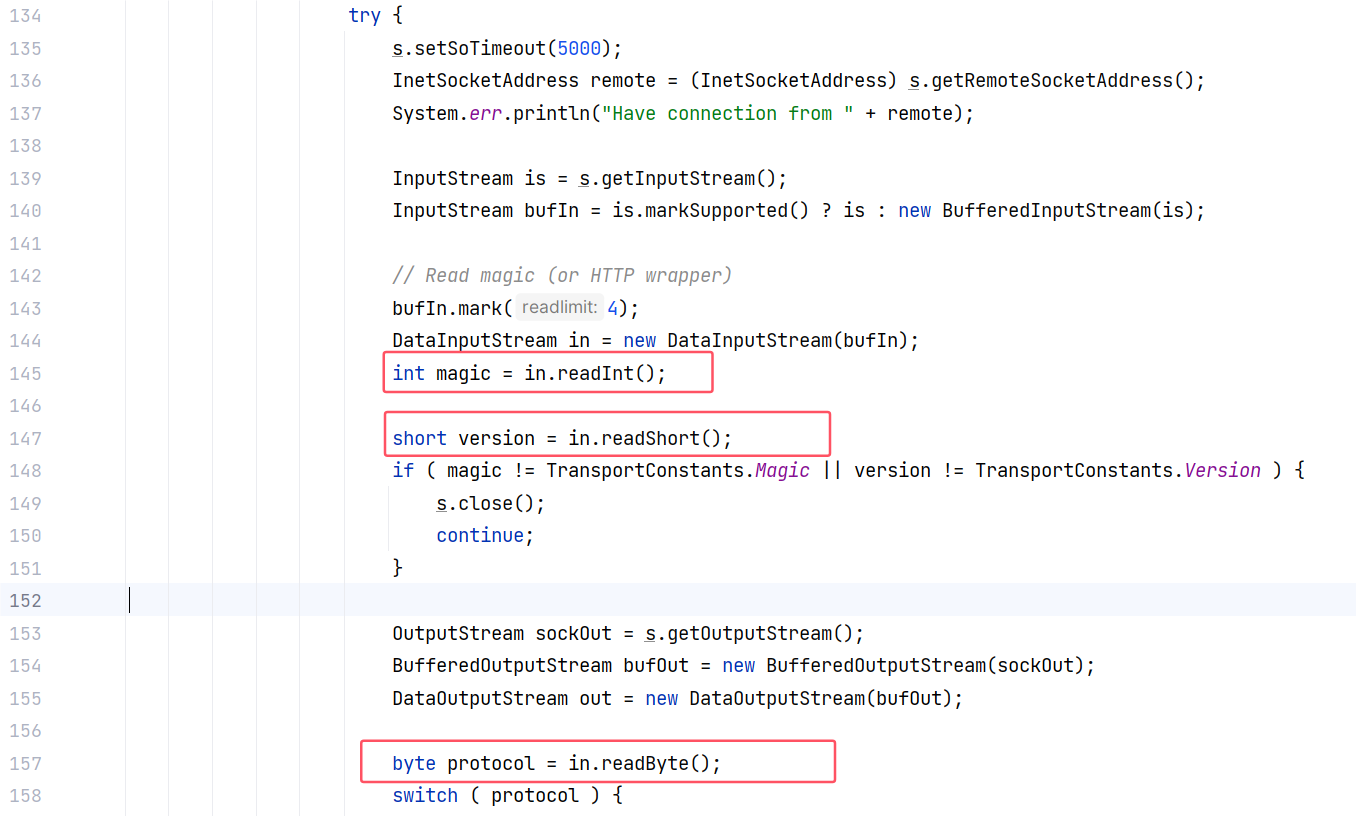 134 try {
135 s.setSoTimeout(5000);
136 InetSocketAddress remote = (InetSocketAddress) s.getRemoteSocketAddress();
137 System.err.println("Have connection from " + remote);
138
139 InputStream is = s.getInputStream();
140 InputStream bufIn = is.markSupported() ? is : new BufferedInputStream(is);
141
142 // Read magic (or HTTP wrapper)
143 bufIn.mark( readlimit: 4);
144 DataInputStream in = new DataInputStream(bufIn);
145 int magic = in.readInt();
146
147 short version = in.readShort();
148 if ( magic != TransportConstants.Magic || version != TransportConstants.Version ) {
149 s.close();
150 continue;
151 }
152
153 OutputStream sockOut = s.getOutputStream();
154 BufferedOutputStream bufOut = new BufferedOutputStream(sockOut);
155 DataOutputStream out = new DataOutputStream(bufOut);
156
157 byte protocol = in.readByte();
158 switch ( protocol ) {